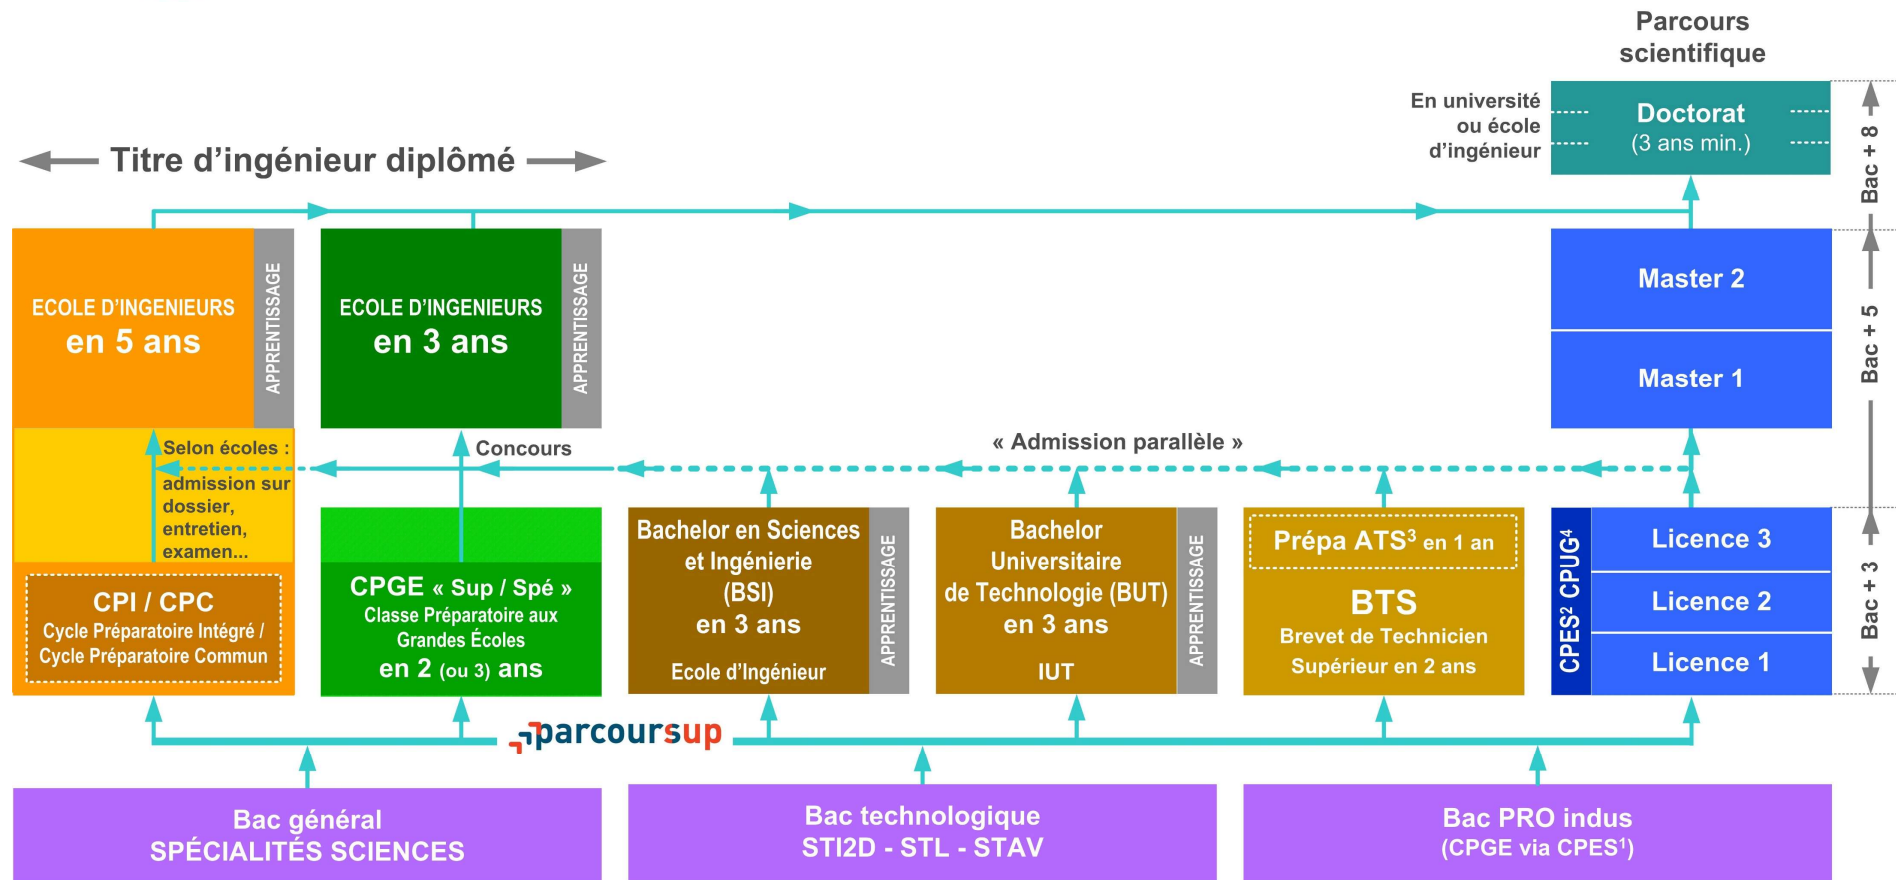 Parcours
scientifique
En université
ou école
d'ingénieur
Doctorat
(3 ans min.)
Bac + 8
Titre d'ingénieur diplômé
ECOLE D'INGENIEURS
en 5 ans
APPRENTISSAGE
ECOLE D'INGENIEURS
en 3 ans
APPRENTISSAGE
Master 2
Master 1
Bac + 5
Selon écoles :
admission sur
dossier,
entretien,
examen...
Concours
« Admission parallèle »
CPI / CPC
Cycle Préparatoire Intégré /
Cycle Préparatoire Commun
CPGE « Sup / Spé »
Classe Préparatoire aux
Grandes Écoles
en 2 (ou 3) ans
Bachelor en Sciences
et Ingénierie
(BSI)
en 3 ans
Ecole d'Ingénieur
APPRENTISSAGE
Bachelor
Universitaire
de Technologie (BUT)
en 3 ans
IUT
APPRENTISSAGE
Prépa ATS³ en 1 an
BTS
Brevet de Technicien
Supérieur en 2 ans
CPES² CPUG⁴
Licence 3
Licence 2
Licence 1
Bac + 3
parcoursup
Bac général
SPÉCIALITÉS SCIENCES
Bac technologique
STI2D - STL - STAV
Bac PRO indus
(CPGE via CPES¹)